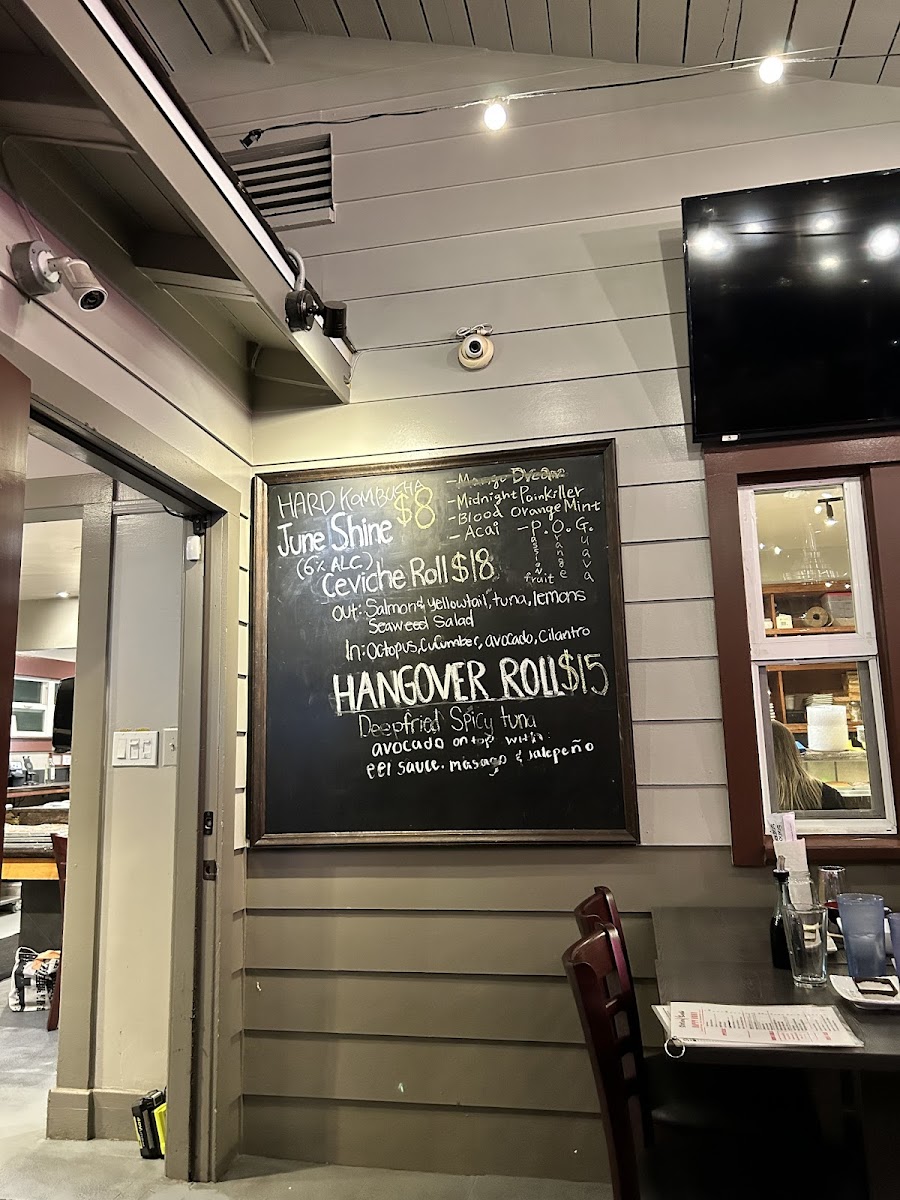 HARD KOMBUCHA
$8
June Shine
(6% ALC)
- Mango Dream
- Midnight Painkiller
- Blood Orange Mint
- Acai - P.O.G.
Passion fruit
Orange
Guava
Ceviche Roll $18
out: Salmon & yellowtail, tuna, lemons
Seaweed Salad
In: Octopus, Cucumber, avocado, Cilantro
HANGOVER ROLL $15
Deepfried Spicy tuna
avocado on top with:
eel sauce, masago & Jalepeño